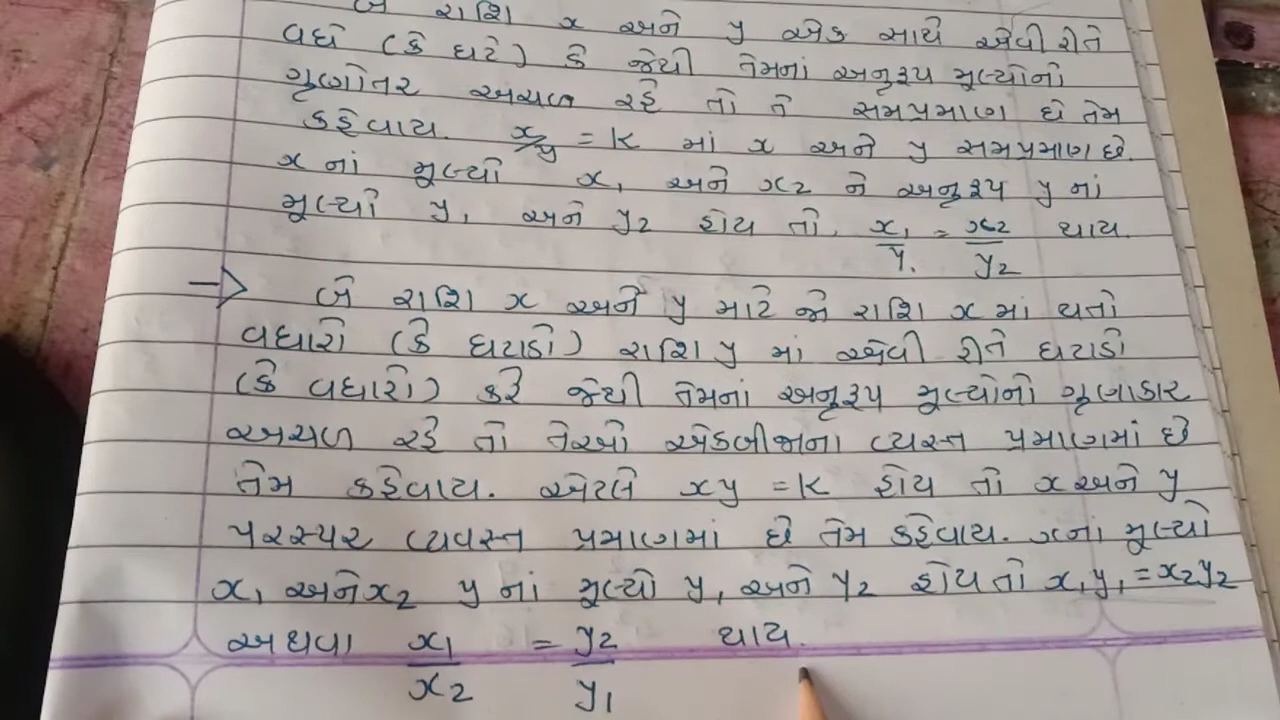 બે રાશિ x અને y એક સાથે એવી રીતે
વધે (કે ઘટે) કે જેથી તેમનાં અનુરૂપ મૂલ્યોનો
ગુણોતર અચળ રહે તો તે સમપ્રમાણ છે તેમ
કહેવાય. x/y = K માં x અને y સમપ્રમાણ છે.
x નાં મૂલ્યો x₁ અને x₂ ને અનુરૂપ y નાં
મૂલ્યો y₁ અને y₂ હોય તો x₁/y₁ = x₂/y₂ થાય.
→ બે રાશિ x અને y માટે જો રાશિ x માં થતો
વધારો (કે ઘટાડો) રાશિ y માં એવી રીતે ઘટાડો
(કે વધારો) કરે જેથી તેમનાં અનુરૂપ મૂલ્યોનો ગુણાકાર
અચળ રહે તો તેઓ એકબીજાના વ્યસ્ત પ્રમાણમાં છે
તેમ કહેવાય. એટલે xy = K હોય તો x અને y
પરસ્પર વ્યવસ્ત પ્રમાણમાં છે તેમ કહેવાય. xનાં મૂલ્યો
x₁ અને x₂ y નાં મૂલ્યો y₁ અને y₂ હોય તો x₁y₁ = x₂y₂
અથવા x₁/x₂ = y₂/y₁ થાય.